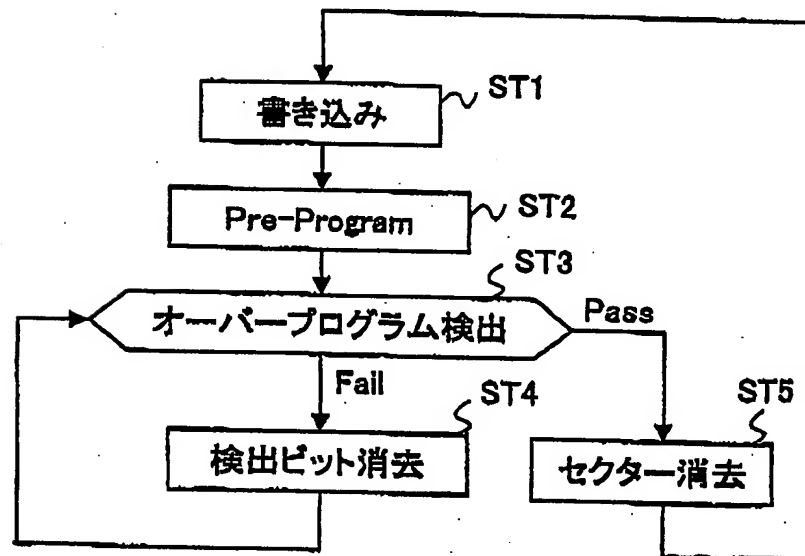 ST1
書き込み
ST2
Pre-Program
ST3
オーバープログラム検出
Pass
Fail
ST4
ST5
検出ビット消去
セクター消去